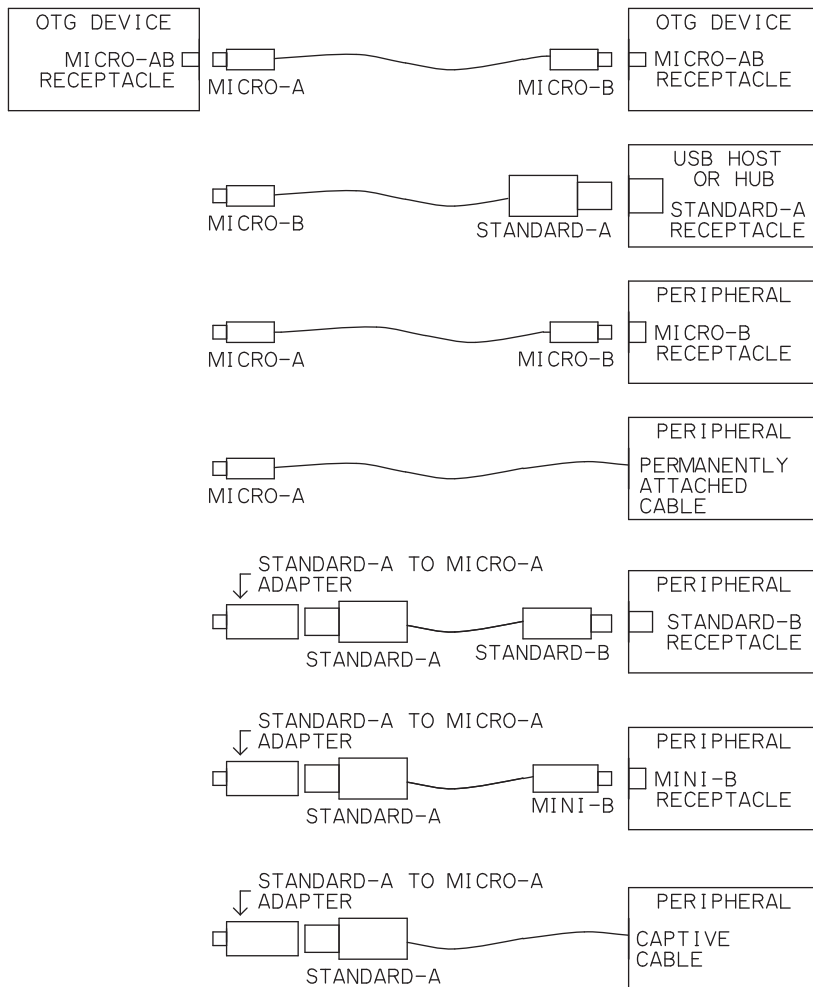 OTG DEVICE
MICRO-AB
RECEPTACLE
MICRO-A
MICRO-B
OTG DEVICE
MICRO-AB
RECEPTACLE
MICRO-B
STANDARD-A
USB HOST
OR HUB
STANDARD-A
RECEPTACLE
MICRO-A
MICRO-B
PERIPHERAL
MICRO-B
RECEPTACLE
MICRO-A
PERIPHERAL
PERMANENTLY
ATTACHED
CABLE
STANDARD-A TO MICRO-A
ADAPTER
STANDARD-A
STANDARD-B
PERIPHERAL
STANDARD-B
RECEPTACLE
STANDARD-A TO MICRO-A
ADAPTER
STANDARD-A
MINI-B
PERIPHERAL
MINI-B
RECEPTACLE
STANDARD-A TO MICRO-A
ADAPTER
STANDARD-A
PERIPHERAL
CAPTIVE
CABLE